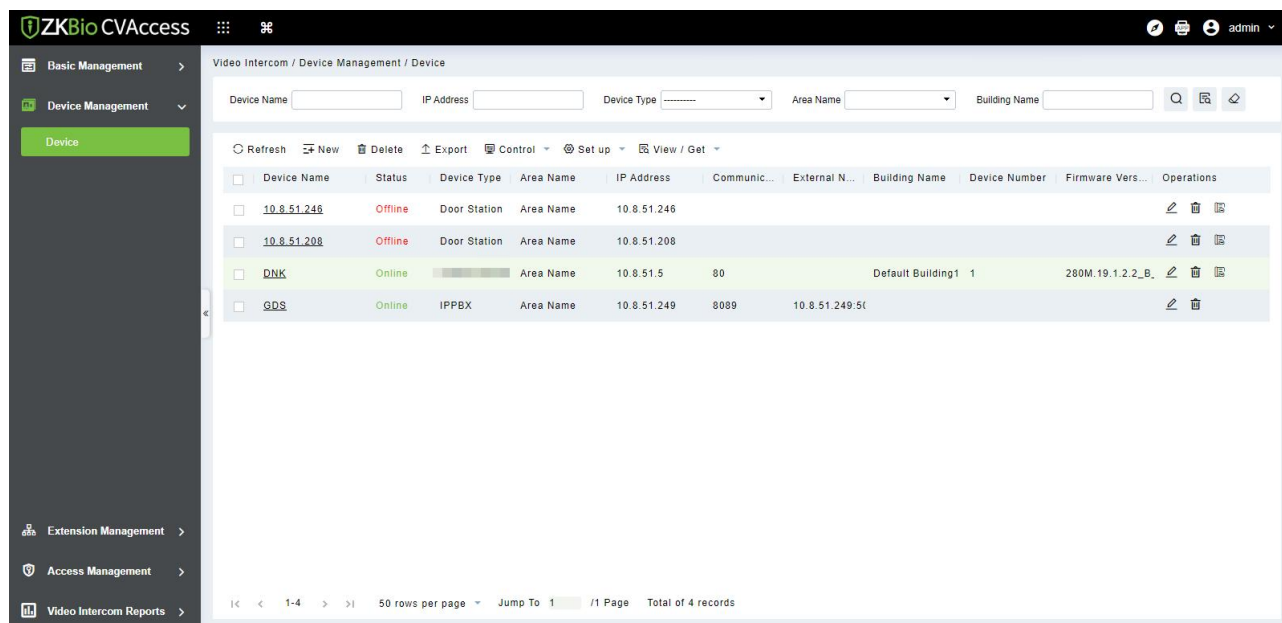 ZKBio CVAccess admin
Basic Management
Device Management
Device
Extension Management
Access Management
Video Intercom Reports
Video Intercom / Device Management / Device
Device Name IP Address Device Type ---------- Area Name Building Name
Refresh New Delete Export Control Set up View / Get
Device Name Status Device Type Area Name IP Address Communic... External N... Building Name Device Number Firmware Vers... Operations
10.8.51.246 Offline Door Station Area Name 10.8.51.246
10.8.51.208 Offline Door Station Area Name 10.8.51.208
DNK Online Area Name 10.8.51.5 80 Default Building1 1 280M.19.1.2.2_B_
GDS Online IPPBX Area Name 10.8.51.249 8089 10.8.51.249:50
1-4 50 rows per page Jump To 1 /1 Page Total of 4 records